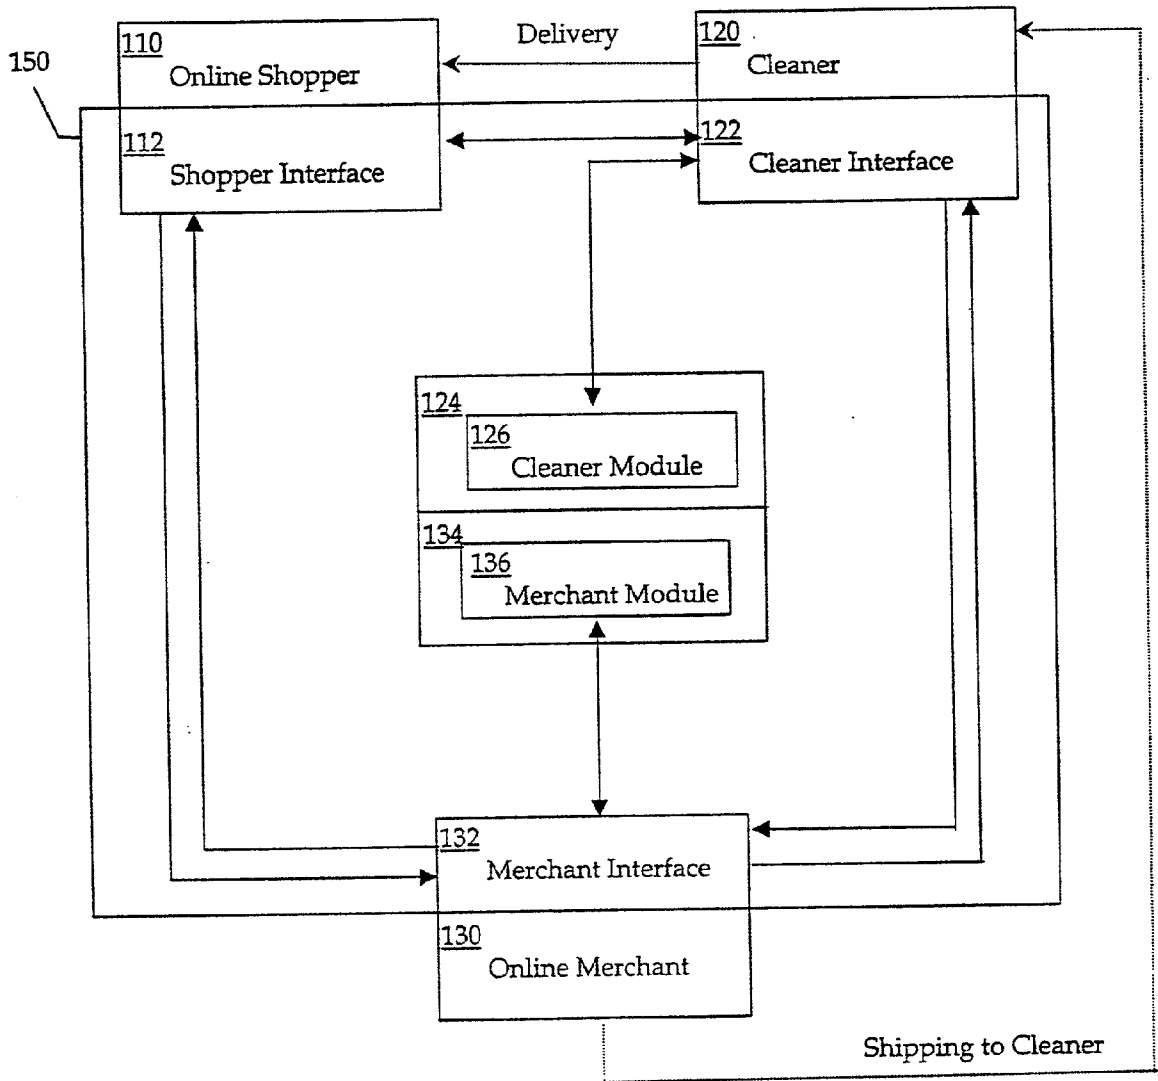 110
Delivery
120
150
Online Shopper
Cleaner
112
122
Shopper Interface
Cleaner Interface
124
126
Cleaner Module
134
136
Merchant Module
132
Merchant Interface
130
Online Merchant
Shipping to Cleaner